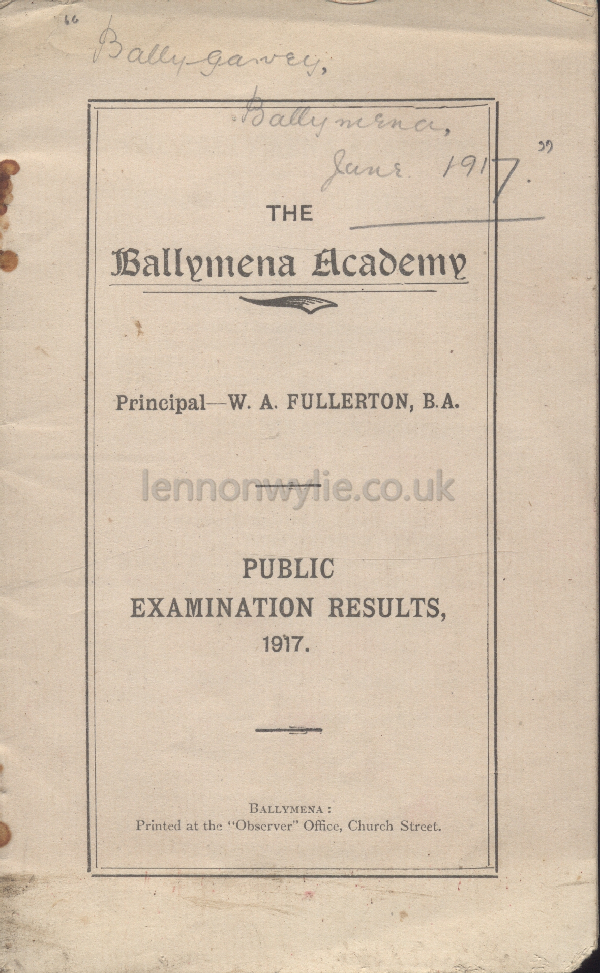 "Ballygarvey,
Ballymena,
June 1917."
THE
Ballymena Academy
Principal—W. A. FULLERTON, B.A.
lennonwylie.co.uk
PUBLIC
EXAMINATION RESULTS,
1917.
BALLYMENA:
Printed at the "Observer" Office, Church Street.